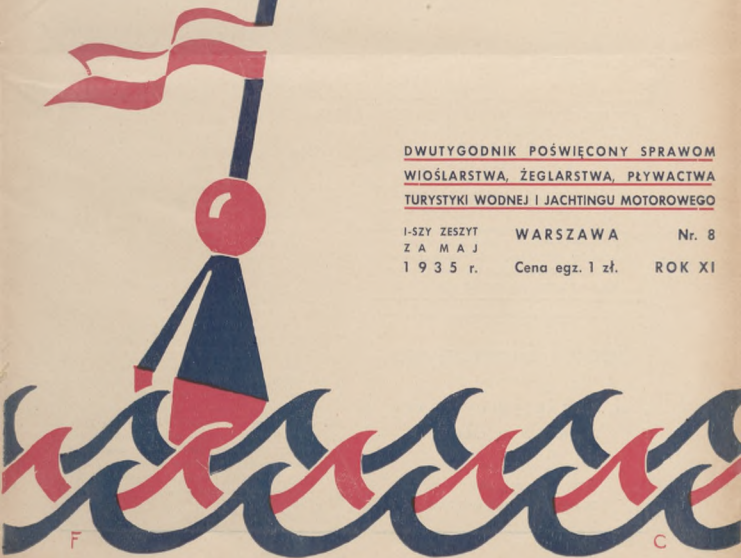 DWUTYGODNIK POŚWIĘCONY SPRAWOM
WIOŚLARSTWA, ŻEGLARSTWA, PŁYWACTWA
TURYSTYKI WODNEJ I JACHTINGU MOTOROWEGO
I-SZY ZESZYT
ZA MAJ
1935 r.
WARSZAWA
Nr. 8
Cena egz. 1 zł.
ROK XI
F C